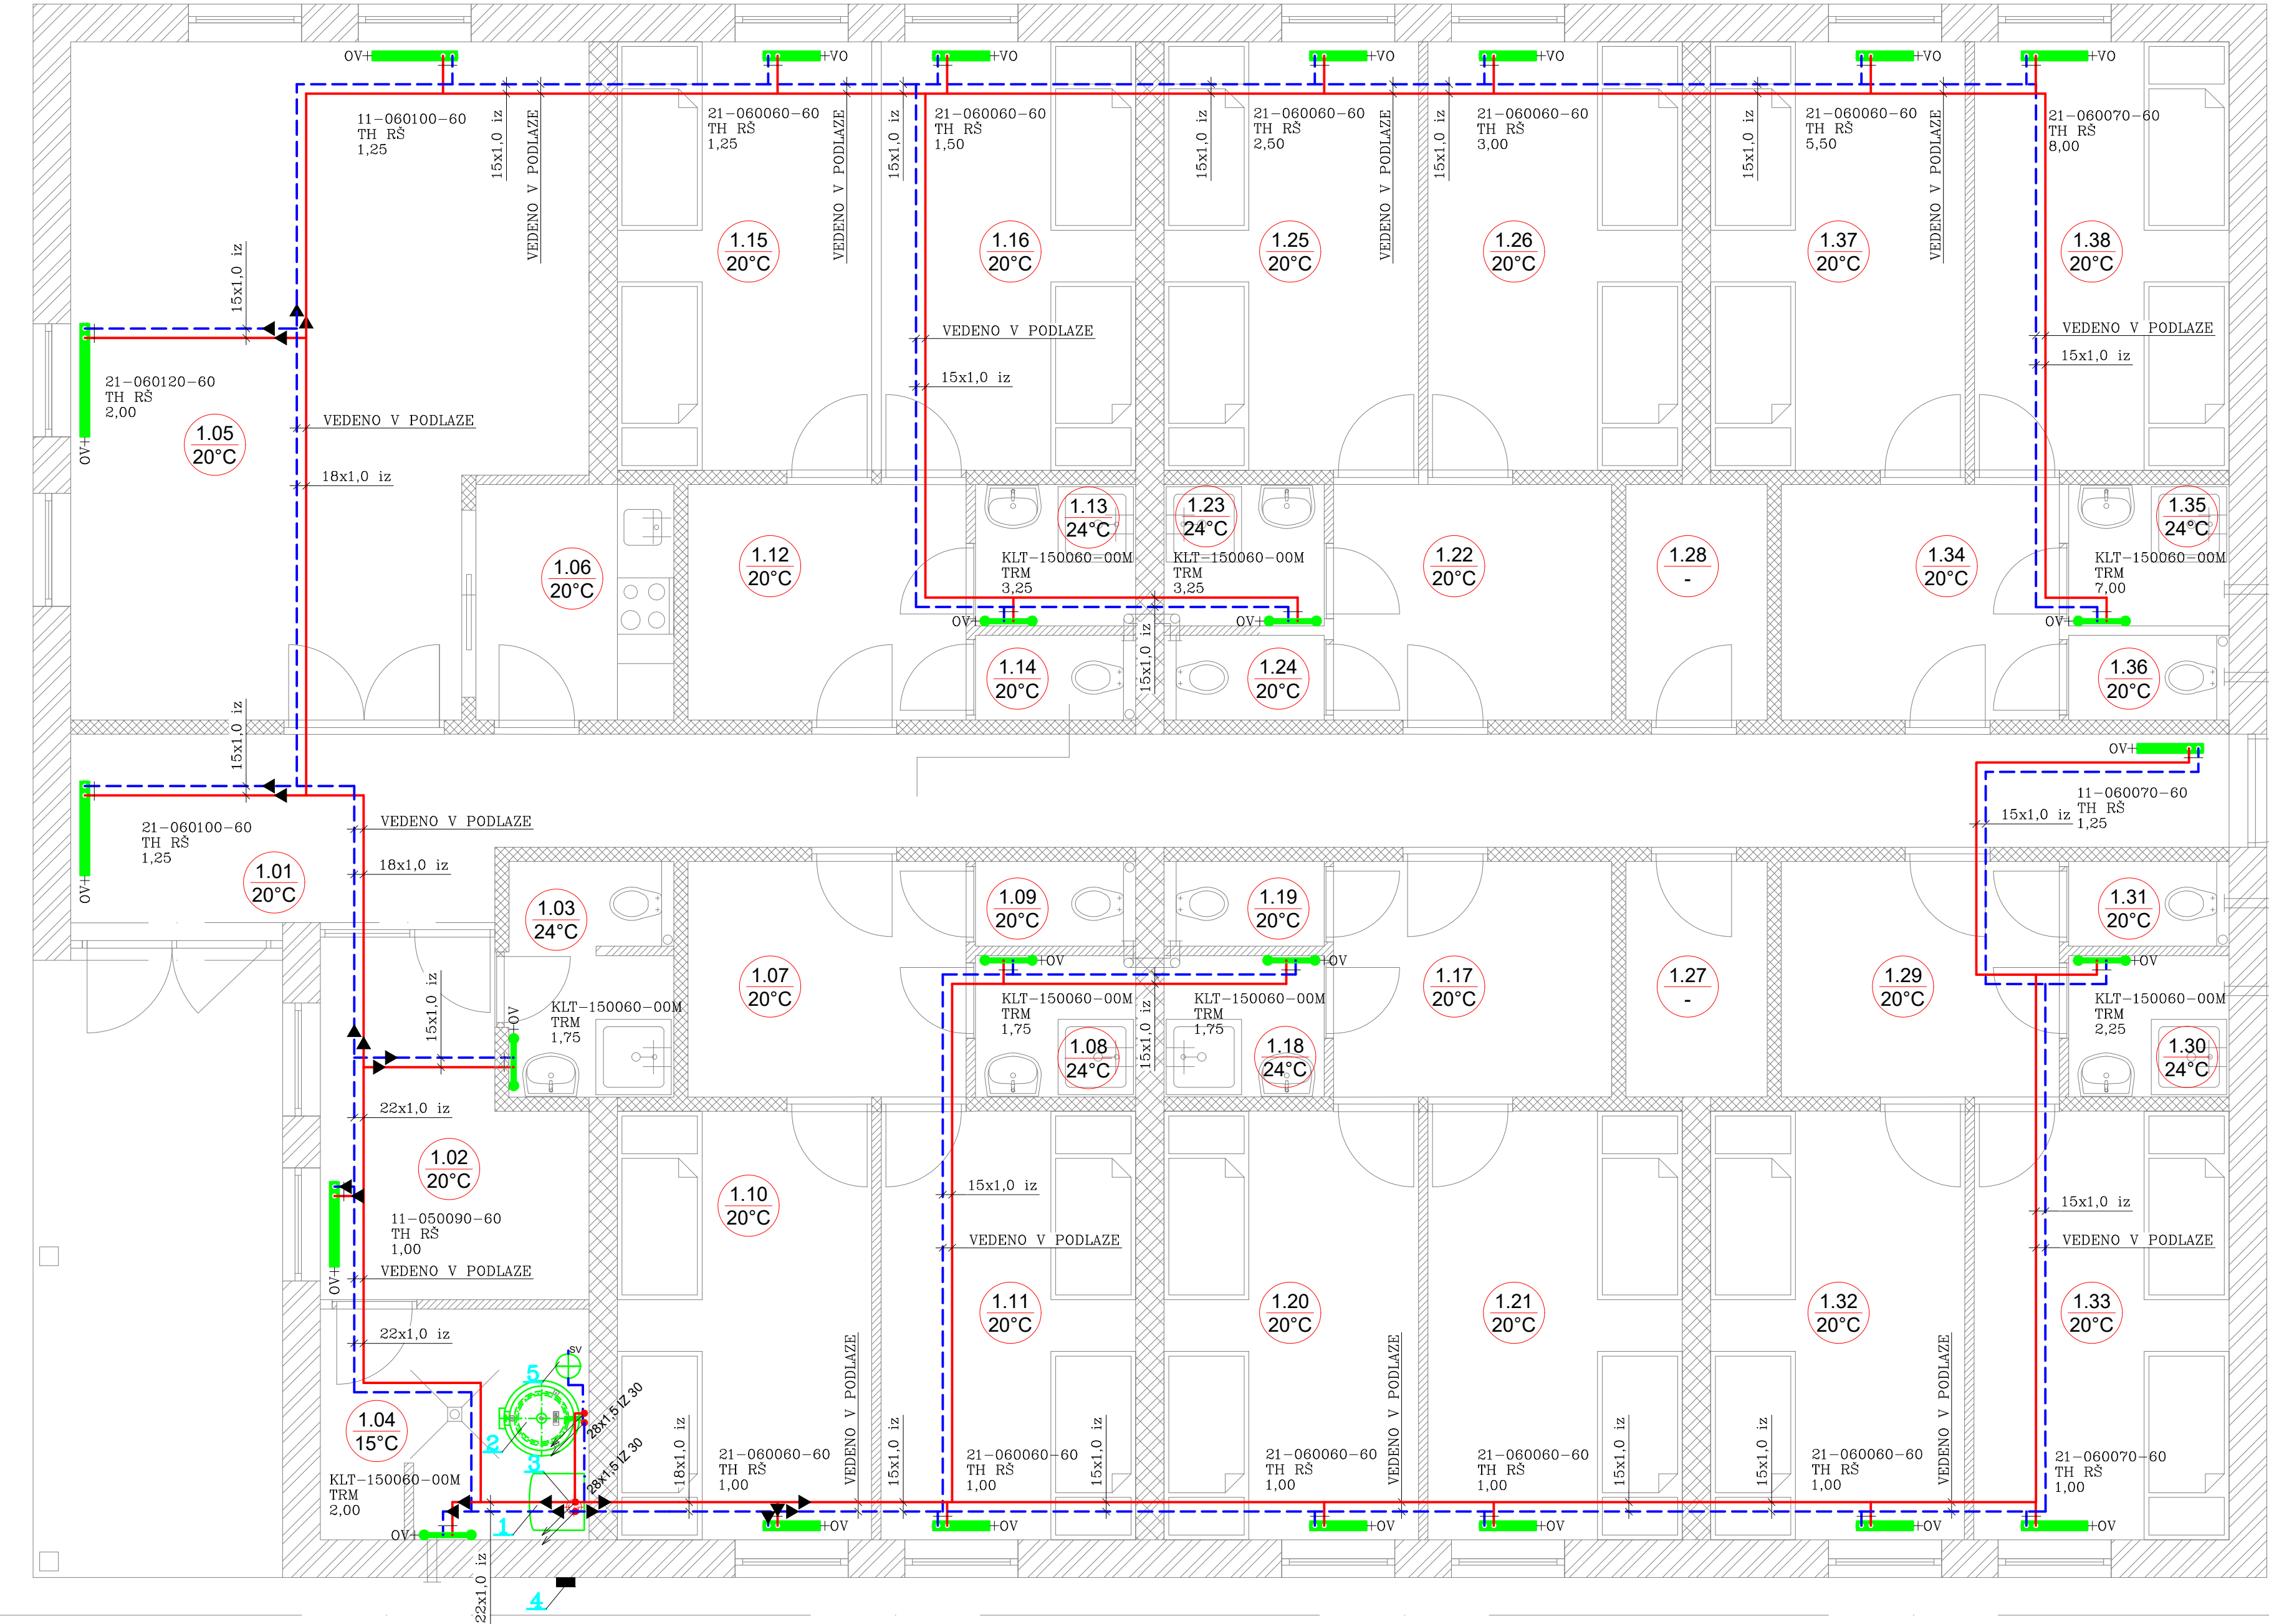 OV
VO
VO
VO
VO
VO
VO
11-060100-60
TH RŠ
1,25
15x1,0 iz
VEDENO V PODLAZE
21-060060-60
TH RŠ
1,25
VEDENO V PODLAZE
15x1,0 iz
21-060060-60
TH RŠ
1,50
15x1,0 iz
21-060060-60
TH RŠ
2,50
VEDENO V PODLAZE
15x1,0 iz
21-060060-60
TH RŠ
3,00
15x1,0 iz
21-060060-60
TH RŠ
5,50
VEDENO V PODLAZE
21-060070-60
TH RŠ
8,00
1.15
20°C
1.16
20°C
1.25
20°C
1.26
20°C
1.37
20°C
1.38
20°C
15x1,0 iz
VEDENO V PODLAZE
15x1,0 iz
VEDENO V PODLAZE
15x1,0 iz
21-060120-60
TH RŠ
2,00
OV
1.05
20°C
VEDENO V PODLAZE
18x1,0 iz
1.06
20°C
1.12
20°C
1.13
24°C
KLT-150060-00M
TRM
3,25
OV
1.23
24°C
KLT-150060-00M
TRM
3,25
OV
1.22
20°C
1.28
-
1.34
20°C
1.35
24°C
KLT-150060-00M
TRM
7,00
OV
15x1,0 iz
1.14
20°C
1.24
20°C
1.36
20°C
15x1,0 iz
OV
11-060070-60
TH RŠ
1,25
15x1,0 iz
21-060100-60
TH RŠ
1,25
OV
1.01
20°C
VEDENO V PODLAZE
18x1,0 iz
1.03
24°C
1.09
20°C
1.19
20°C
1.31
20°C
OV
OV
OV
15x1,0 iz
OV
KLT-150060-00M
TRM
1,75
1.07
20°C
KLT-150060-00M
TRM
1,75
1.08
24°C
15x1,0 iz
KLT-150060-00M
TRM
1,75
1.18
24°C
1.17
20°C
1.27
-
1.29
20°C
KLT-150060-00M
TRM
2,25
1.30
24°C
22x1,0 iz
1.02
20°C
11-050090-60
TH RŠ
1,00
OV
VEDENO V PODLAZE
22x1,0 iz
1.10
20°C
15x1,0 iz
VEDENO V PODLAZE
15x1,0 iz
VEDENO V PODLAZE
1.11
20°C
1.20
20°C
1.21
20°C
1.32
20°C
1.33
20°C
1.04
15°C
KLT-150060-00M
TRM
2,00
OV
SV
5
2
3
1
4
28x1,5 IZ 30
28x1,5 IZ 30
22x1,0 iz
18x1,0 iz
21-060060-60
TH RŠ
1,00
OV
VEDENO V PODLAZE
15x1,0 iz
21-060060-60
TH RŠ
1,00
OV
15x1,0 iz
21-060060-60
TH RŠ
1,00
OV
VEDENO V PODLAZE
21-060060-60
TH RŠ
1,00
OV
15x1,0 iz
15x1,0 iz
21-060060-60
TH RŠ
1,00
OV
VEDENO V PODLAZE
21-060070-60
TH RŠ
1,00
OV